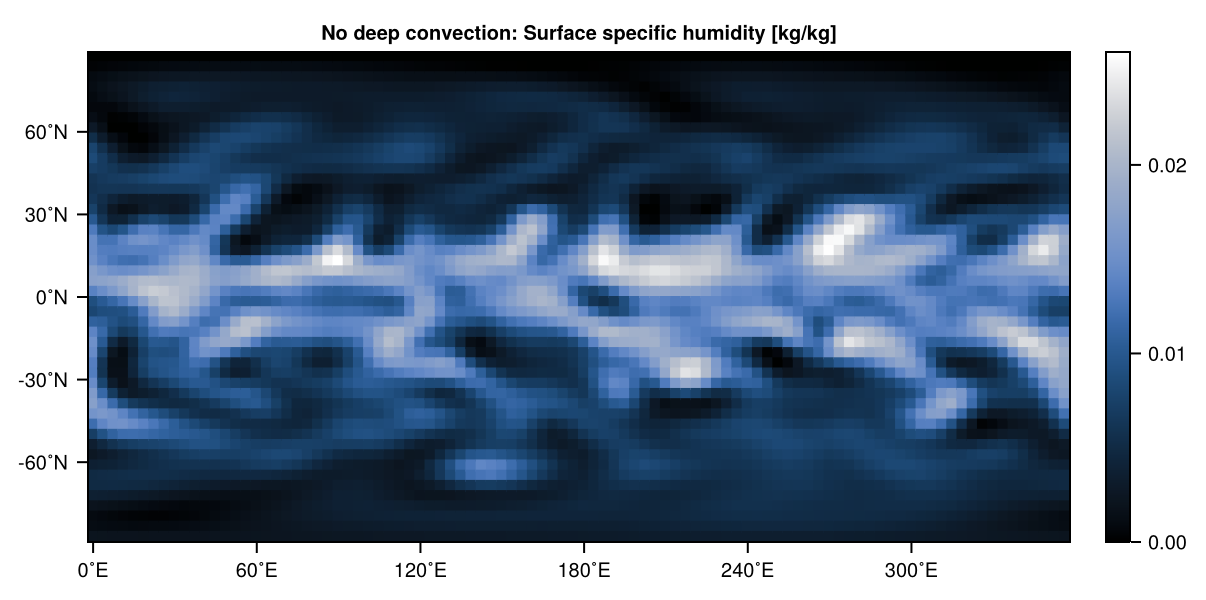 No deep convection: Surface specific humidity [kg/kg]
60˚N
30˚N
0˚N
-30˚N
-60˚N
0˚E
60˚E
120˚E
180˚E
240˚E
300˚E
0.02
0.01
0.00